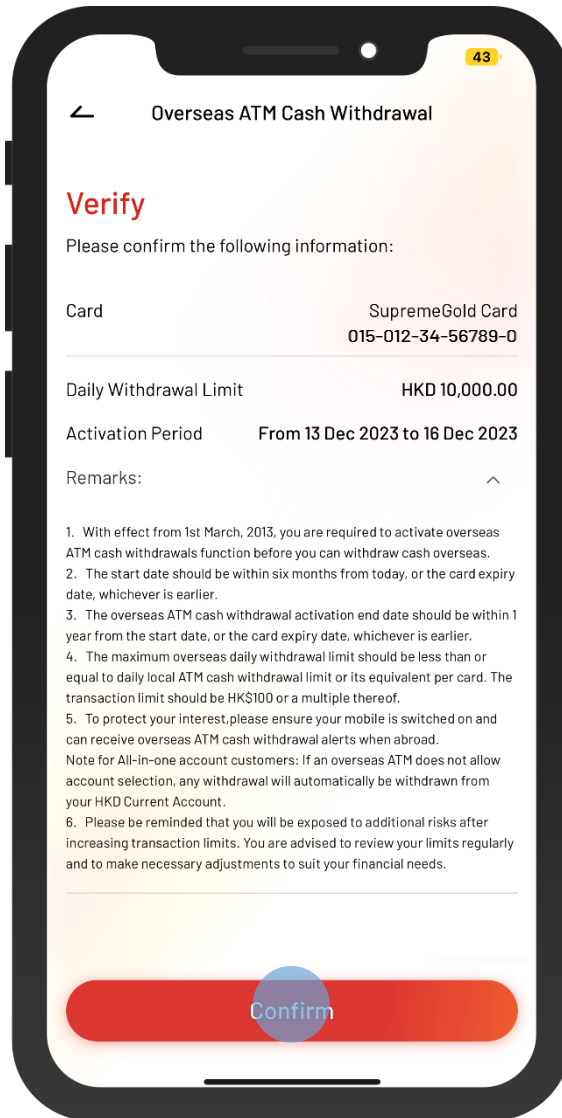 43
Overseas ATM Cash Withdrawal
Verify
Please confirm the following information:
Card SupremeGold Card
015-012-34-56789-0
Daily Withdrawal Limit HKD 10,000.00
Activation Period From 13 Dec 2023 to 16 Dec 2023
Remarks:
1. With effect from 1st March, 2013, you are required to activate overseas
ATM cash withdrawals function before you can withdraw cash overseas.
2. The start date should be within six months from today, or the card expiry
date, whichever is earlier.
3. The overseas ATM cash withdrawal activation end date should be within 1
year from the start date, or the card expiry date, whichever is earlier.
4. The maximum overseas daily withdrawal limit should be less than or
equal to daily local ATM cash withdrawal limit or its equivalent per card. The
transaction limit should be HK$100 or a multiple thereof.
5. To protect your interest,please ensure your mobile is switched on and
can receive overseas ATM cash withdrawal alerts when abroad.
Note for All-in-one account customers: If an overseas ATM does not allow
account selection, any withdrawal will automatically be withdrawn from
your HKD Current Account.
6. Please be reminded that you will be exposed to additional risks after
increasing transaction limits. You are advised to review your limits regularly
and to make necessary adjustments to suit your financial needs.
Confirm